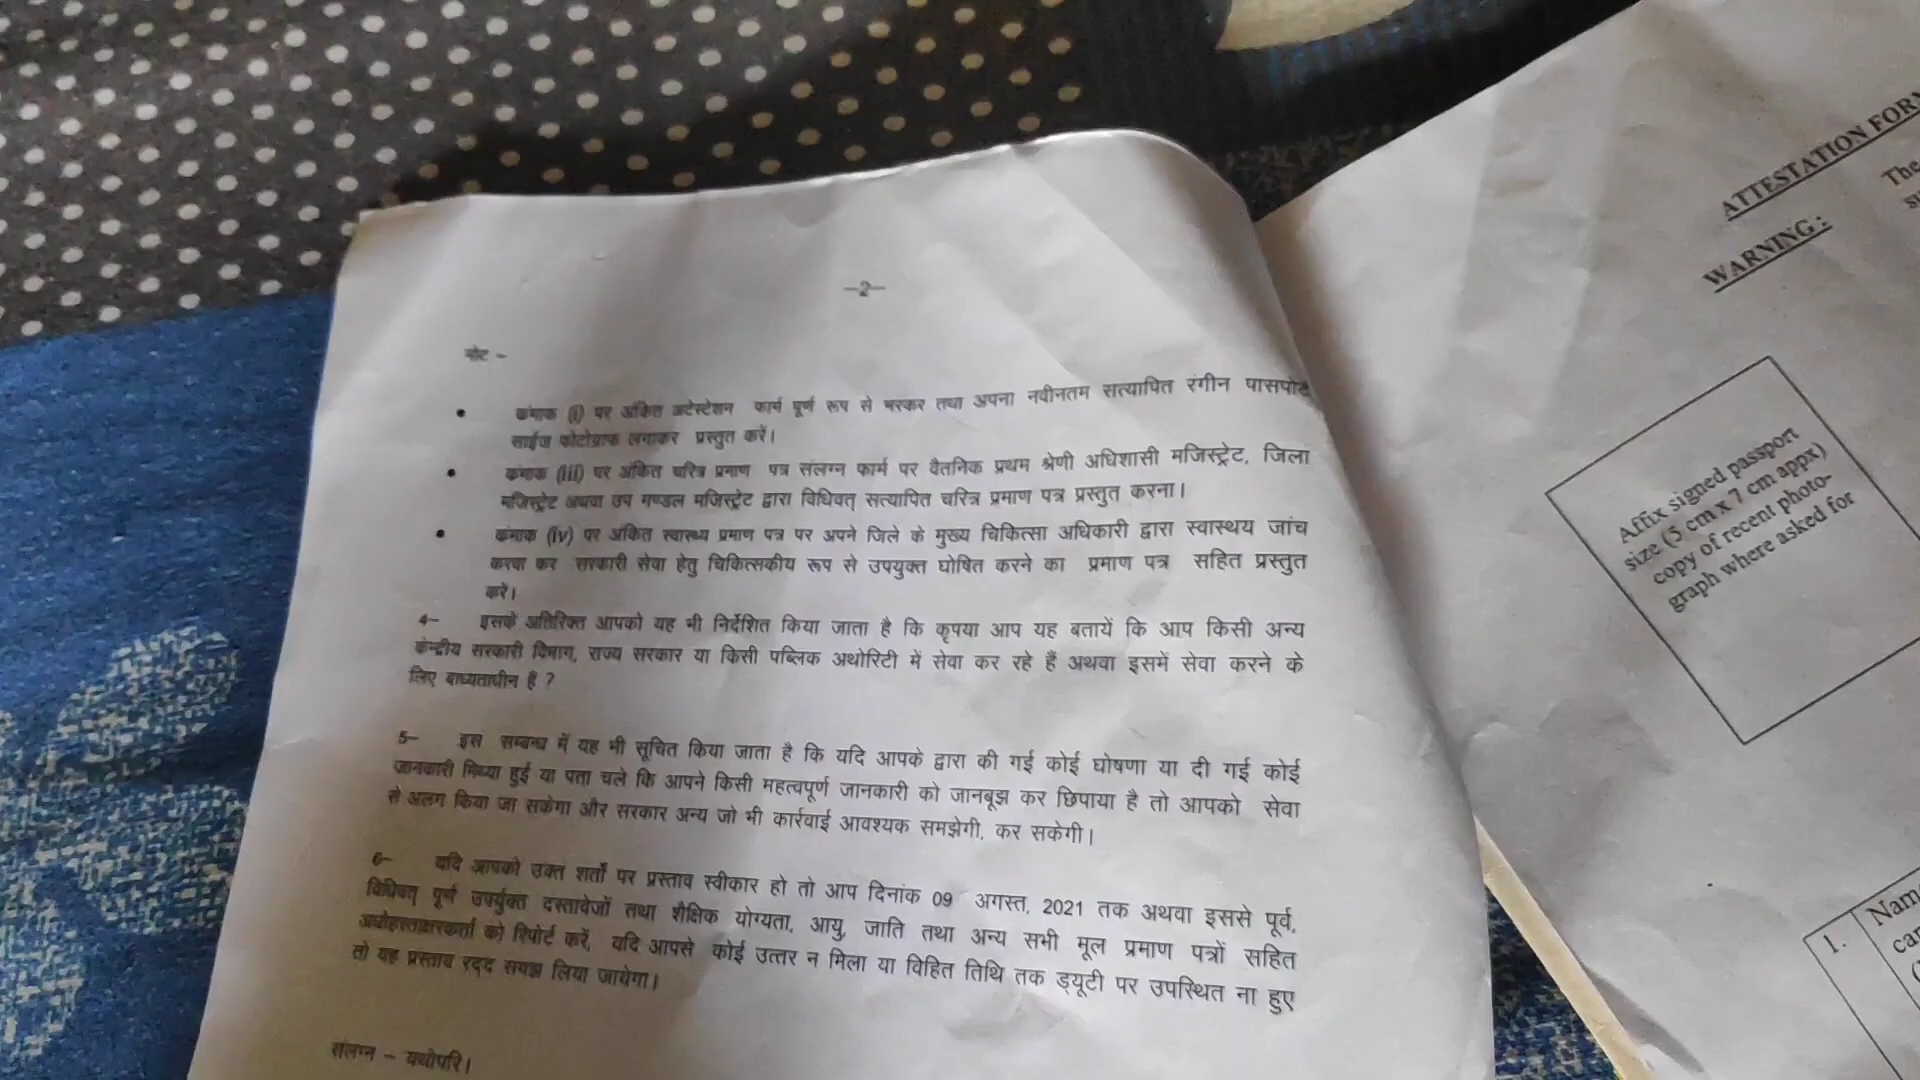 -2-
नोट -
• क्रमांक (i) पर अंकित अटेस्टेशन फार्म पूर्ण रूप से भरकर तथा अपना नवीनतम सत्यापित रंगीन पासपोर्ट
साईज फोटोग्राफ लगाकर प्रस्तुत करें।
• क्रमांक (iii) पर अंकित चरित्र प्रमाण पत्र संलग्न फार्म पर वैतनिक प्रथम श्रेणी अधिशासी मजिस्ट्रेट, जिला
मजिस्ट्रेट अथवा उप मण्डल मजिस्ट्रेट द्वारा विधिवत् सत्यापित चरित्र प्रमाण पत्र प्रस्तुत करना।
• क्रमांक (iv) पर अंकित स्वास्थ्य प्रमाण पत्र पर अपने जिले के मुख्य चिकित्सा अधिकारी द्वारा स्वास्थय जांच
करवा कर सरकारी सेवा हेतु चिकित्सकीय रूप से उपयुक्त घोषित करने का प्रमाण पत्र सहित प्रस्तुत
करें।
4- इसके अतिरिक्त आपको यह भी निर्देशित किया जाता है कि कृपया आप यह बतायें कि आप किसी अन्य
केन्द्रीय सरकारी विभाग, राज्य सरकार या किसी पब्लिक अथोरिटी में सेवा कर रहे हैं अथवा इसमें सेवा करने के
लिए बाध्यताधीन हैं ?
5- इस सम्बन्ध में यह भी सूचित किया जाता है कि यदि आपके द्वारा की गई कोई घोषणा या दी गई कोई
जानकारी मिथ्या हुई या पता चले कि आपने किसी महत्वपूर्ण जानकारी को जानबूझ कर छिपाया है तो आपको सेवा
से अलग किया जा सकेगा और सरकार अन्य जो भी कार्रवाई आवश्यक समझेगी, कर सकेगी।
6- यदि आपको उक्त शर्तों पर प्रस्ताव स्वीकार हो तो आप दिनांक 09 अगस्त, 2021 तक अथवा इससे पूर्व,
विधिवत् पूर्ण उपर्युक्त दस्तावेजों तथा शैक्षिक योग्यता, आयु, जाति तथा अन्य सभी मूल प्रमाण पत्रों सहित
अधोहस्ताक्षरकर्ता को रिपोर्ट करें, यदि आपसे कोई उत्तर न मिला या विहित तिथि तक ड्यूटी पर उपस्थित ना हुए
तो यह प्रस्ताव रद्द समझ लिया जायेगा।
संलग्न - यथोपरि।
ATTESTATION FORM
WARNING :
The
Affix signed passport
size (5 cm x 7 cm appx)
copy of recent photo-
graph where asked for
1.